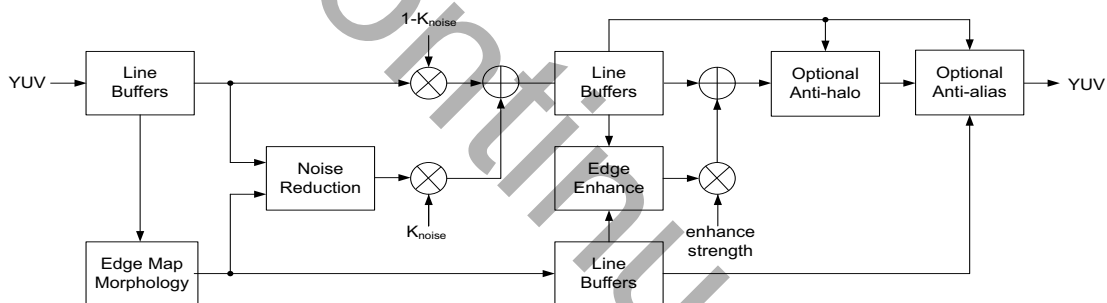 1-Knoise
YUV
Line
Buffers
Line
Buffers
Optional
Anti-halo
Optional
Anti-alias
YUV
Noise
Reduction
Edge
Enhance
Knoise
enhance
strength
Edge Map
Morphology
Line
Buffers
ontinu